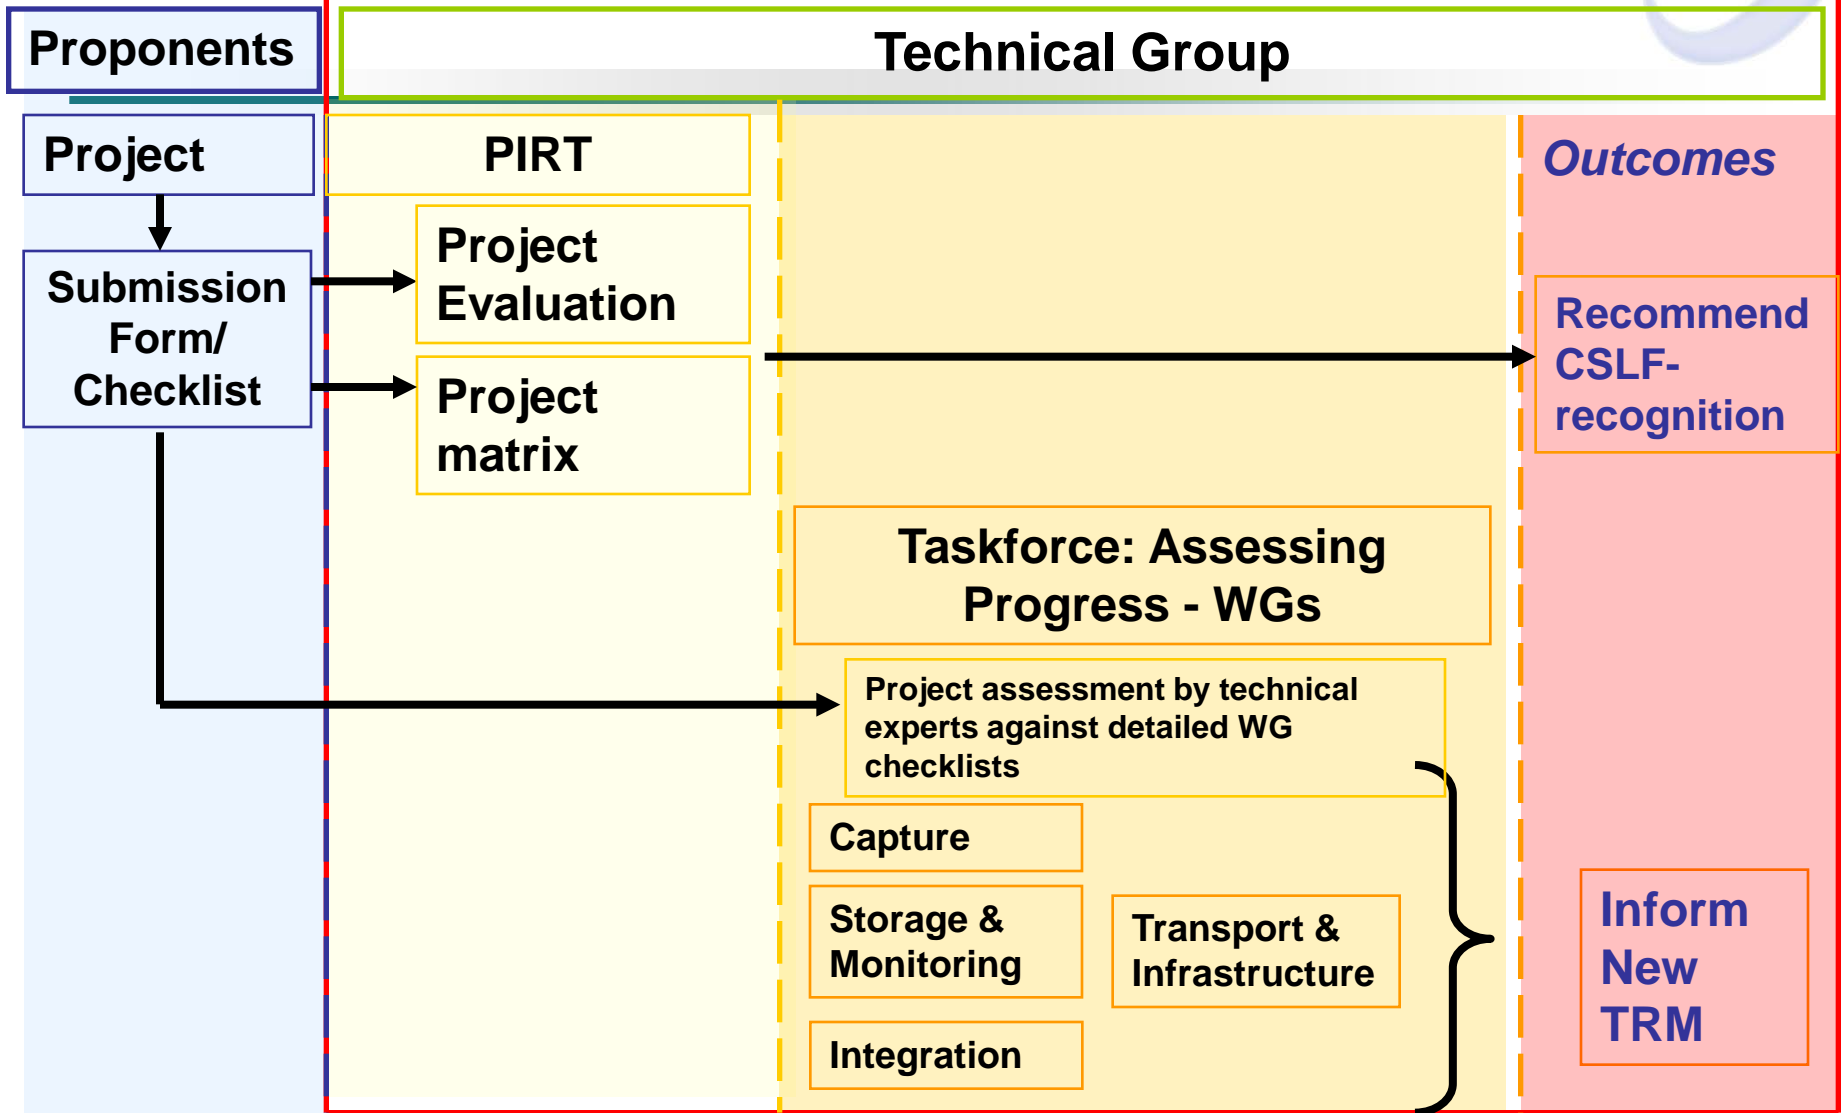 Proponents
Technical Group
Project
PIRT
Outcomes
Submission
Form/
Checklist
Project
Evaluation
Project
matrix
Recommend
CSLF-
recognition
Taskforce: Assessing
Progress - WGs
Project assessment by technical
experts against detailed WG
checklists
Capture
Storage &
Monitoring
Transport &
Infrastructure
Integration
Inform
New
TRM